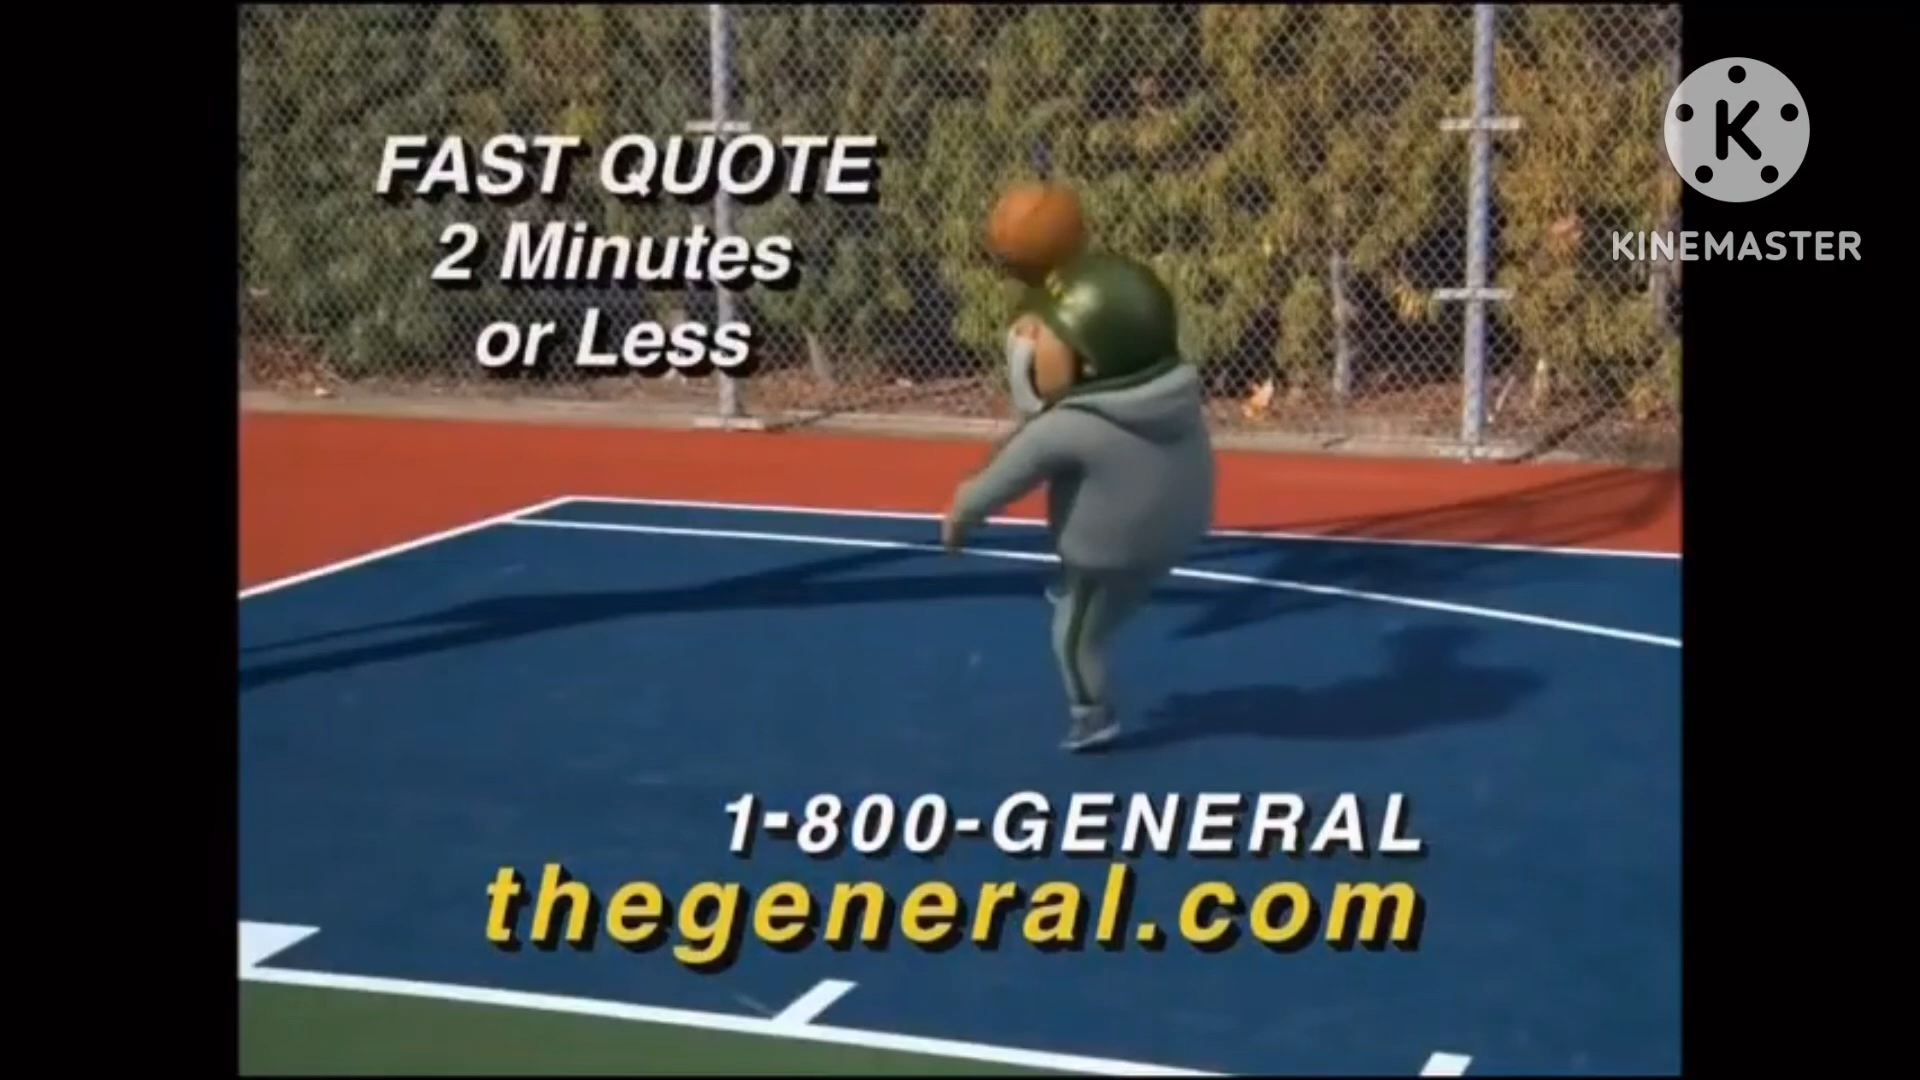 FAST QUOTE
2 Minutes
or Less
K
KINEMASTER
1-800-GENERAL
thegeneral.com